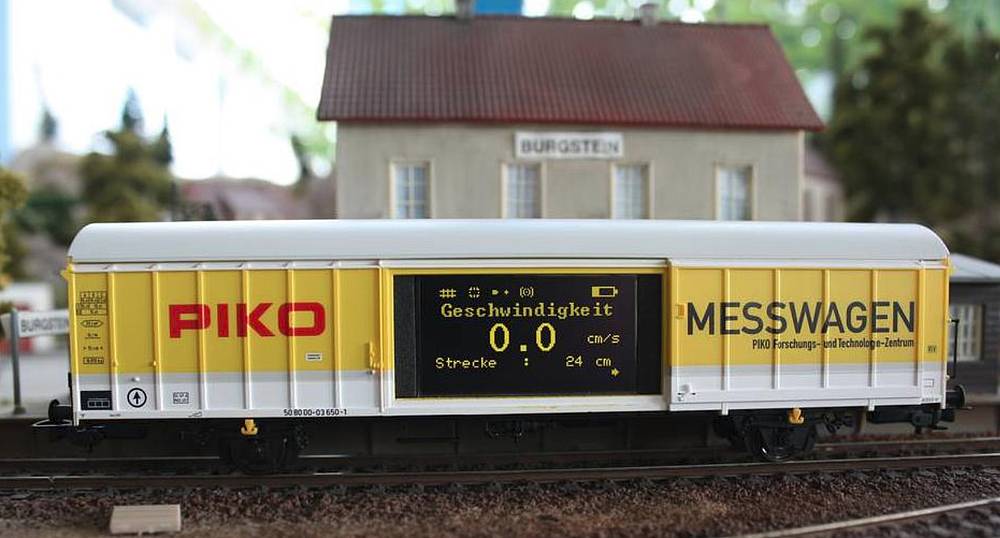 BURGSTEIN
BURGSTEIN
PIKO
Geschwindigkeit
0.0 cm/s
Strecke : 24 cm
MESSWAGEN
PIKO Forschungs- und Technologie-Zentrum
50 80 00-03 650-1